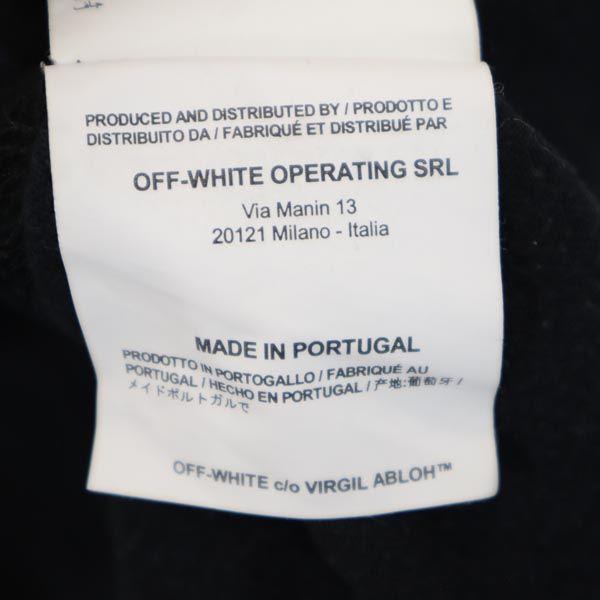 PRODUCED AND DISTRIBUTED BY / PRODOTTO E
DISTRIBUITO DA / FABRIQUÉ ET DISTRIBUÉ PAR
OFF-WHITE OPERATING SRL
Via Manin 13
20121 Milano - Italia
MADE IN PORTUGAL
PRODOTTO IN PORTOGALLO / FABRIQUÉ AU
PORTUGAL / HECHO EN PORTUGAL / 产地:葡萄牙 /
メイドポルトガルで
OFF-WHITE c/o VIRGIL ABLOH™